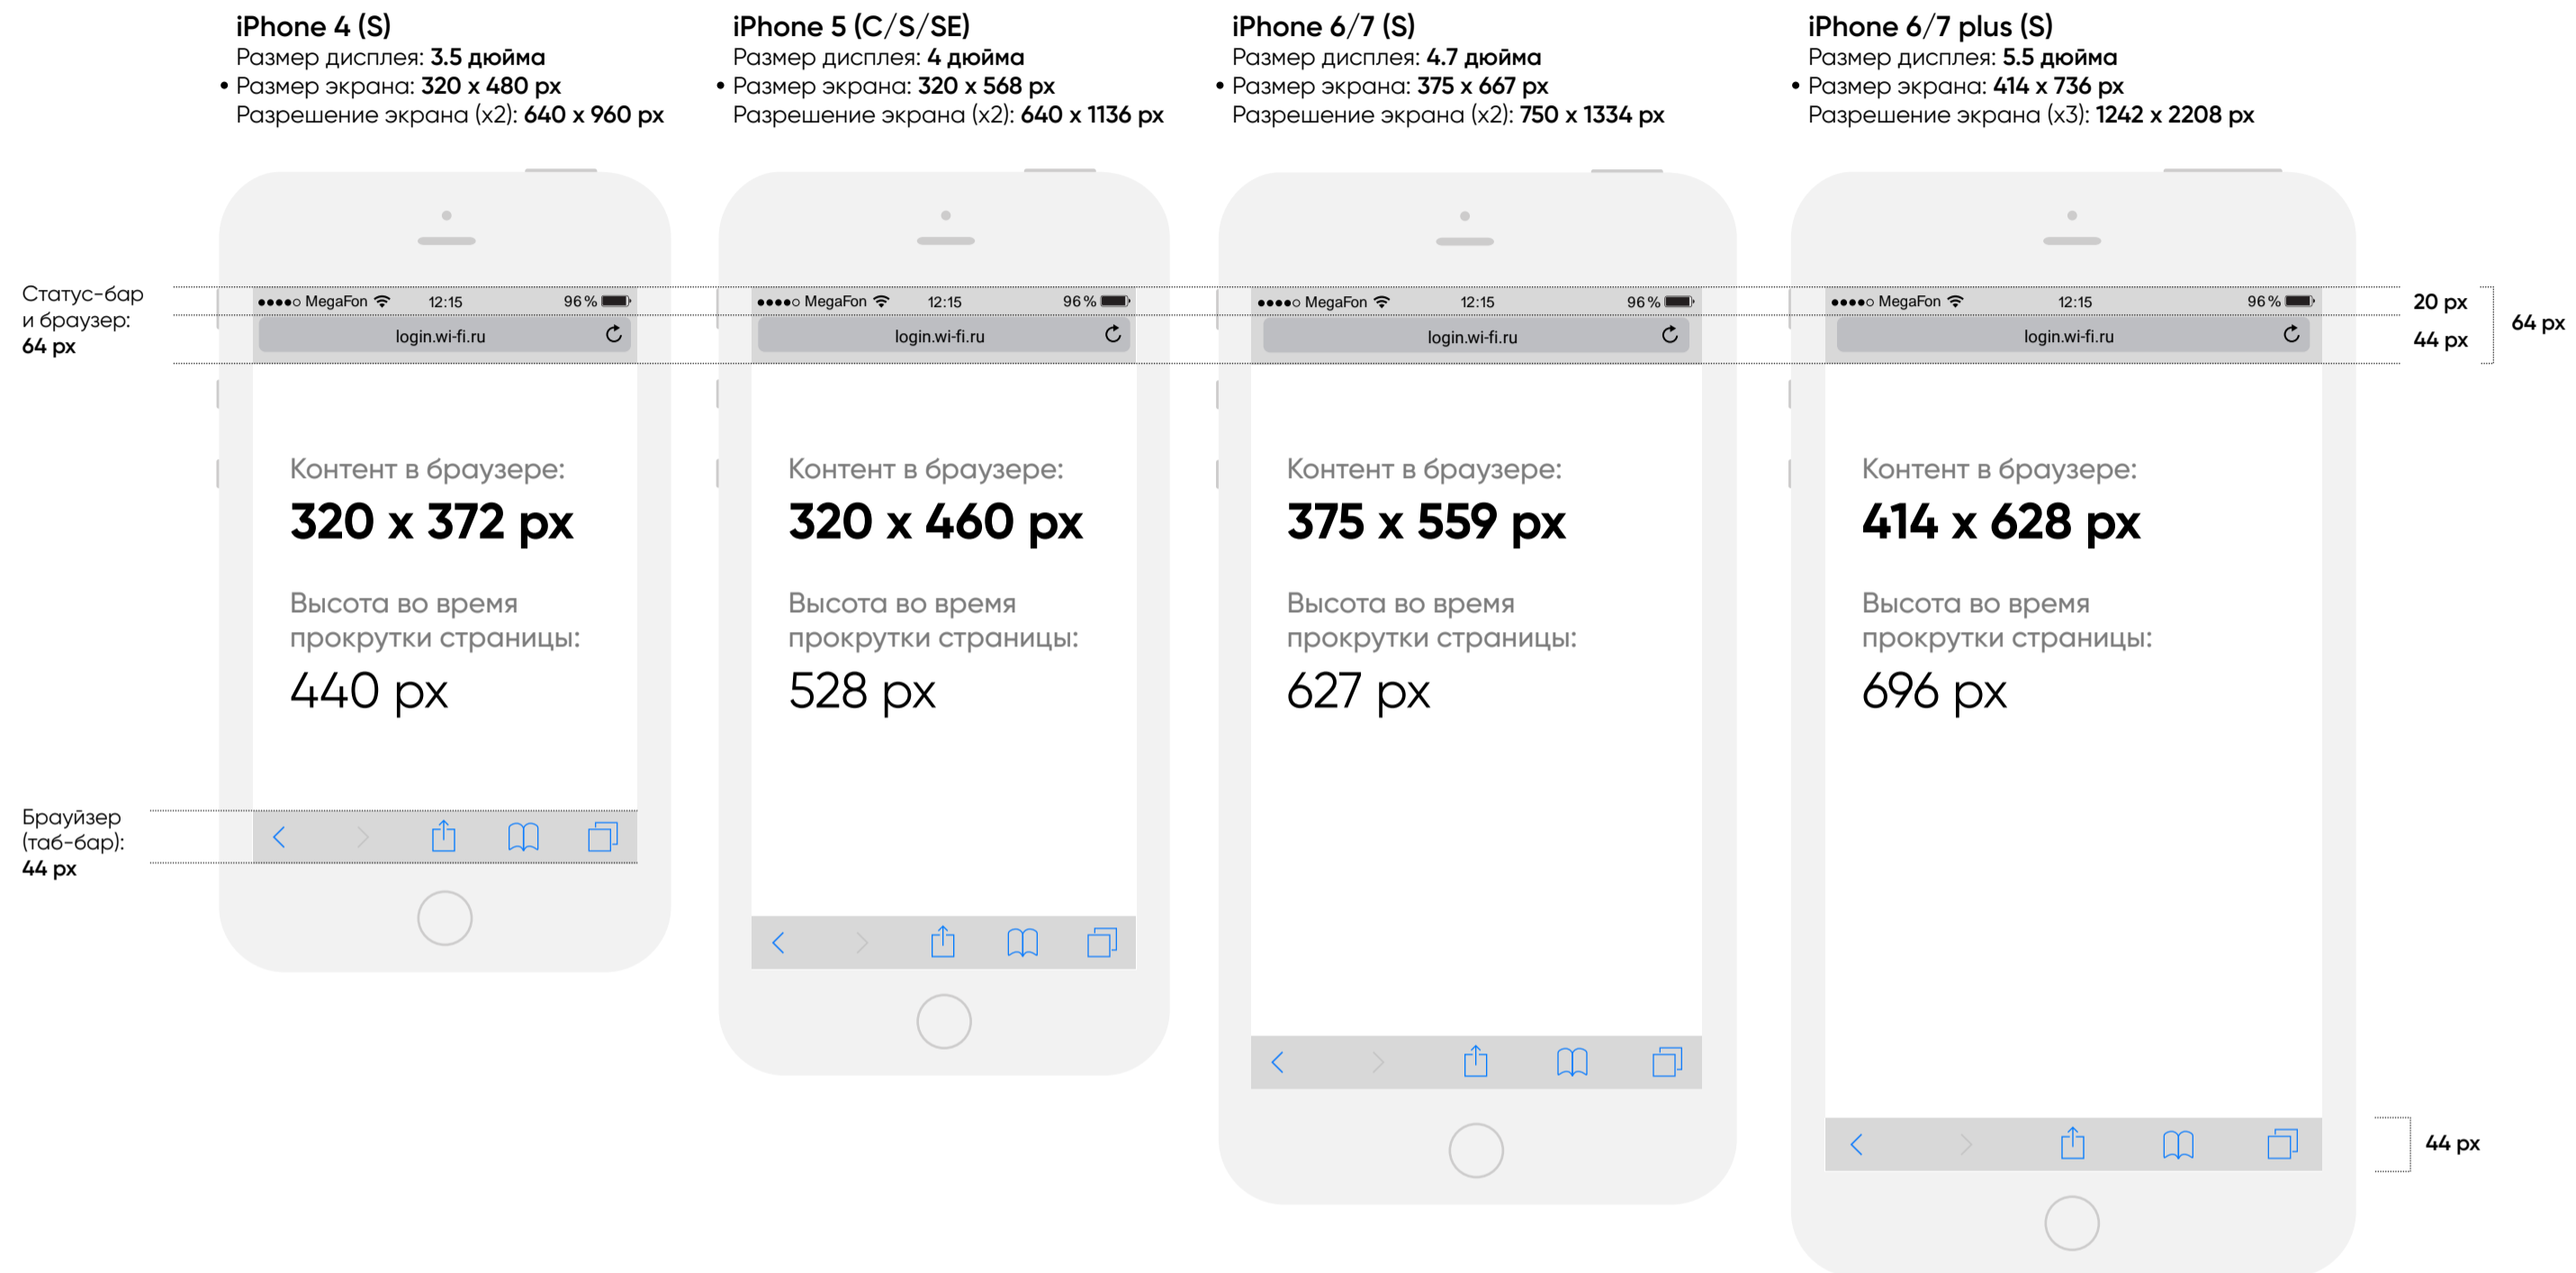 iPhone 4 (S)
Размер дисплея: 3.5 дюйма
• Размер экрана: 320 x 480 px
Разрешение экрана (x2): 640 x 960 px
iPhone 5 (C/S/SE)
Размер дисплея: 4 дюйма
• Размер экрана: 320 x 568 px
Разрешение экрана (x2): 640 x 1136 px
iPhone 6/7 (S)
Размер дисплея: 4.7 дюйма
• Размер экрана: 375 x 667 px
Разрешение экрана (x2): 750 x 1334 px
iPhone 6/7 plus (S)
Размер дисплея: 5.5 дюйма
• Размер экрана: 414 x 736 px
Разрешение экрана (x3): 1242 x 2208 px
Статус-бар
и браузер:
64 px
MegaFon 12:15 96%
login.wi-fi.ru
Контент в браузере:
320 x 372 px
Высота во время
прокрутки страницы:
440 px
Брауйзер
(таб-бар):
44 px
MegaFon 12:15 96%
login.wi-fi.ru
Контент в браузере:
320 x 460 px
Высота во время
прокрутки страницы:
528 px
MegaFon 12:15 96%
login.wi-fi.ru
Контент в браузере:
375 x 559 px
Высота во время
прокрутки страницы:
627 px
MegaFon 12:15 96%
login.wi-fi.ru
Контент в браузере:
414 x 628 px
Высота во время
прокрутки страницы:
696 px
20 px
44 px
64 px
44 px